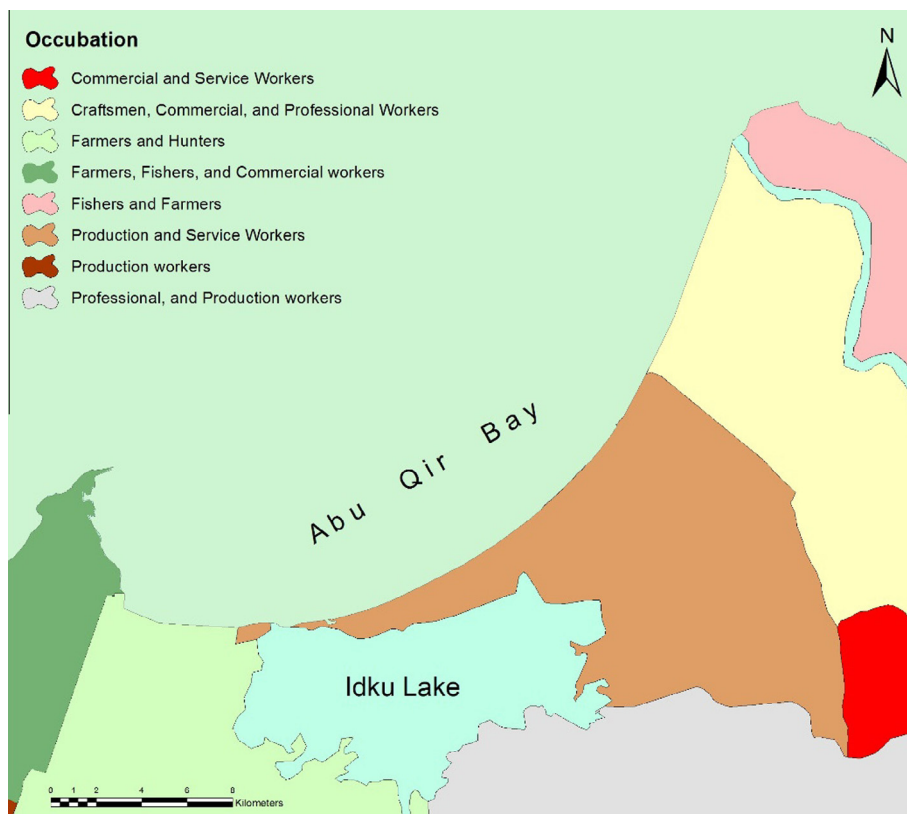 Occubation
Commercial and Service Workers
Craftsmen, Commercial, and Professional Workers
Farmers and Hunters
Farmers, Fishers, and Commercial workers
Fishers and Farmers
Production and Service Workers
Production workers
Professional, and Production workers
N
Abu Qir Bay
Idku Lake
0 1 2 4 6 8
Kilometers